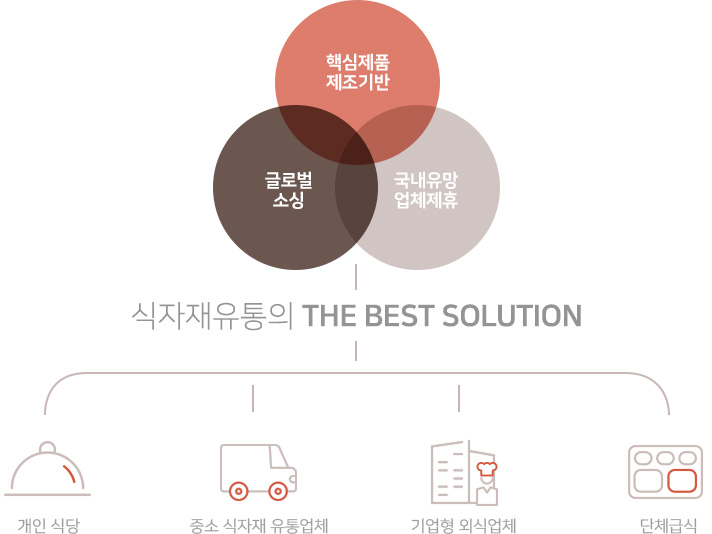 핵심제품
제조기반
글로벌
소싱
국내유망
업체제휴
식자재유통의 THE BEST SOLUTION
개인 식당
중소 식자재 유통업체
기업형 외식업체
단체급식